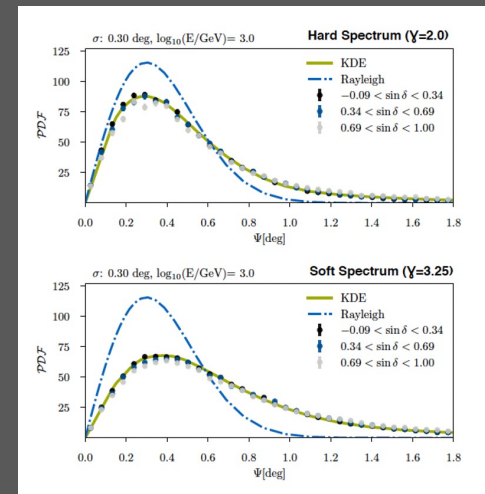 σ: 0.30 deg, log₁₀(E/GeV)= 3.0
Hard Spectrum (γ=2.0)
125
100
75
50
25
PDF
KDE
Rayleigh
−0.09 < sin δ < 0.34
0.34 < sin δ < 0.69
0.69 < sin δ < 1.00
0.0 0.2 0.4 0.6 0.8 1.0 1.2 1.4 1.6 1.8
Ψ[deg]
σ: 0.30 deg, log₁₀(E/GeV)= 3.0
Soft Spectrum (γ=3.25)
125
100
75
50
25
PDF
KDE
Rayleigh
−0.09 < sin δ < 0.34
0.34 < sin δ < 0.69
0.69 < sin δ < 1.00
0.0 0.2 0.4 0.6 0.8 1.0 1.2 1.4 1.6 1.8
Ψ[deg]